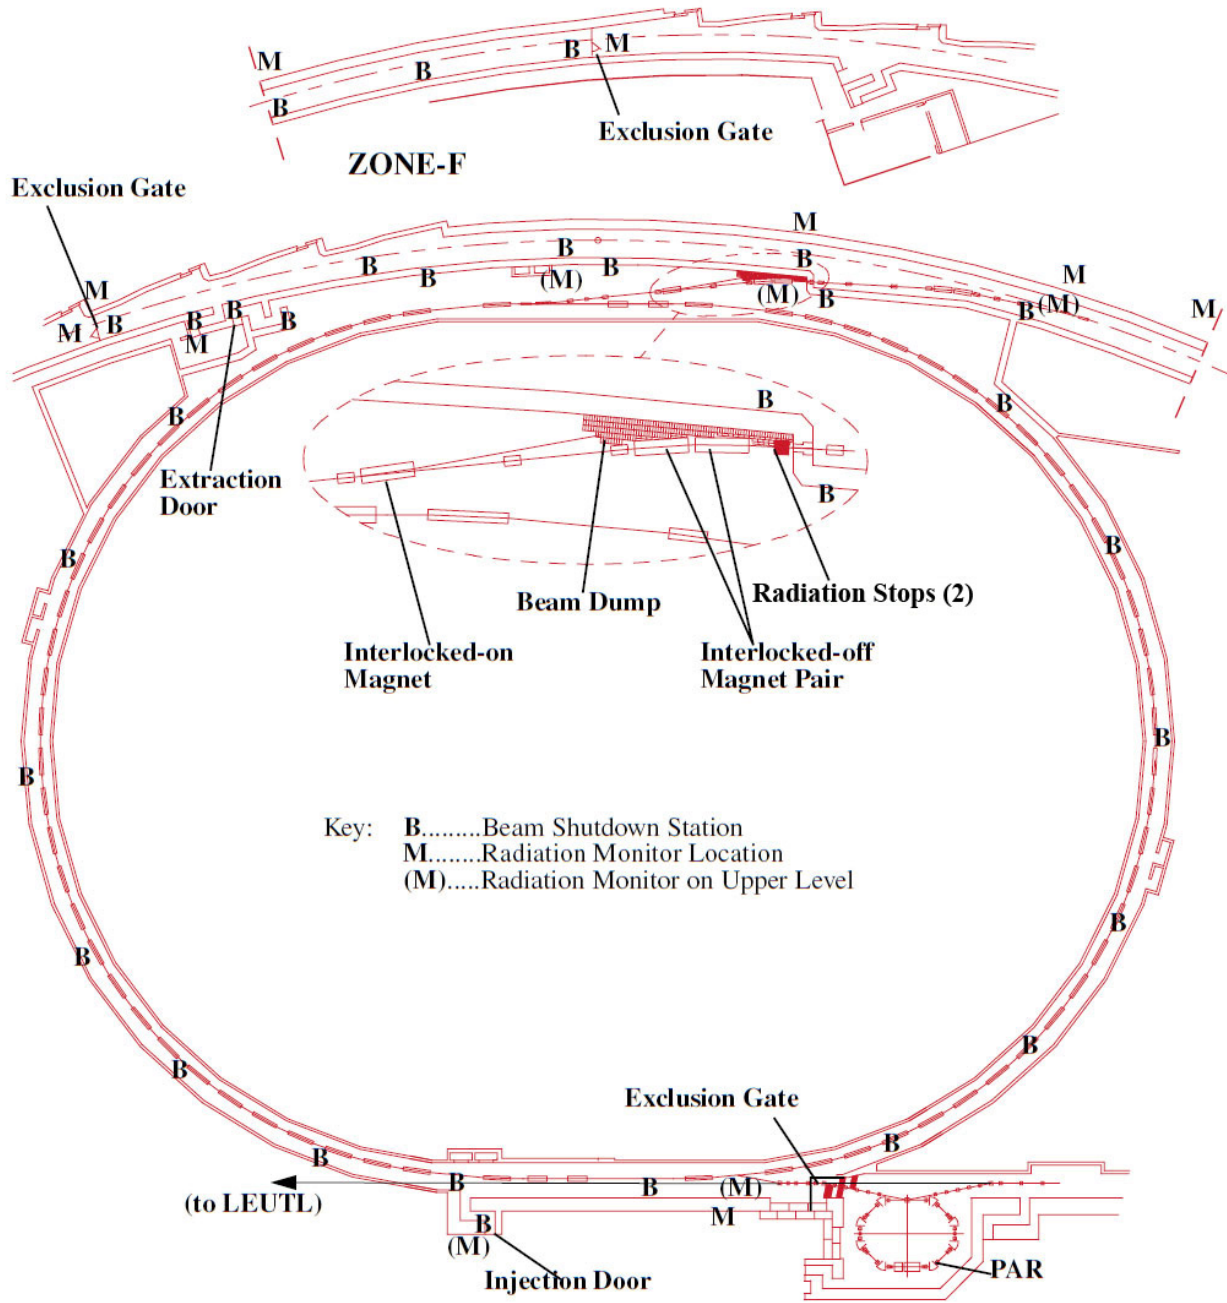 M
B
M
B
B
Exclusion Gate
ZONE-F
Exclusion Gate
M
B
B
M
B
B
B
(M)
(M)
M
B
M
B
B
(M)
M
M
B
B
B
M
B
B
B
B
B
Extraction
Door
B
B
Beam Dump
Radiation Stops (2)
Interlocked-on
Magnet
Interlocked-off
Magnet Pair
B
B
Key: B.........Beam Shutdown Station
M........Radiation Monitor Location
(M).....Radiation Monitor on Upper Level
B
B
B
B
Exclusion Gate
B
B
B
B
(M)
(to LEUTL)
M
B
(M)
Injection Door
PAR